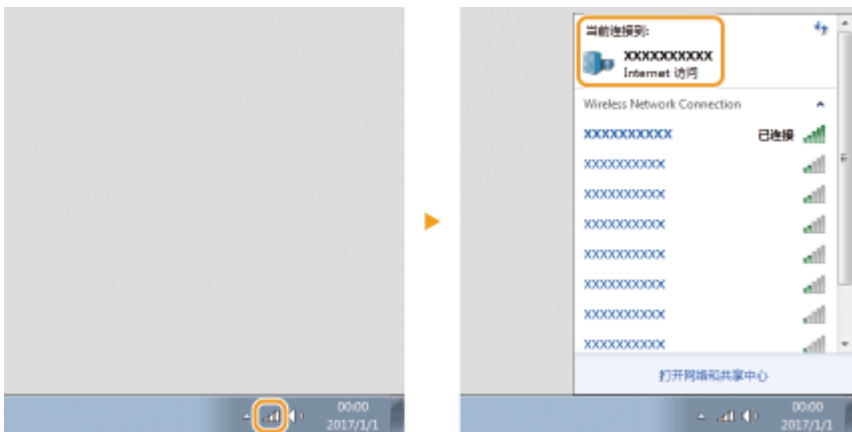 00:00
2017/1/1
当前连接到:
XXXXXXXXXX
Internet 访问
Wireless Network Connection
XXXXXXXXXX 已连接
XXXXXXXXXX
XXXXXXXXXX
XXXXXXXXXX
XXXXXXXXXX
XXXXXXXXXX
XXXXXXXXXX
XXXXXXXXXX
打开网络和共享中心
00:00
2017/1/1